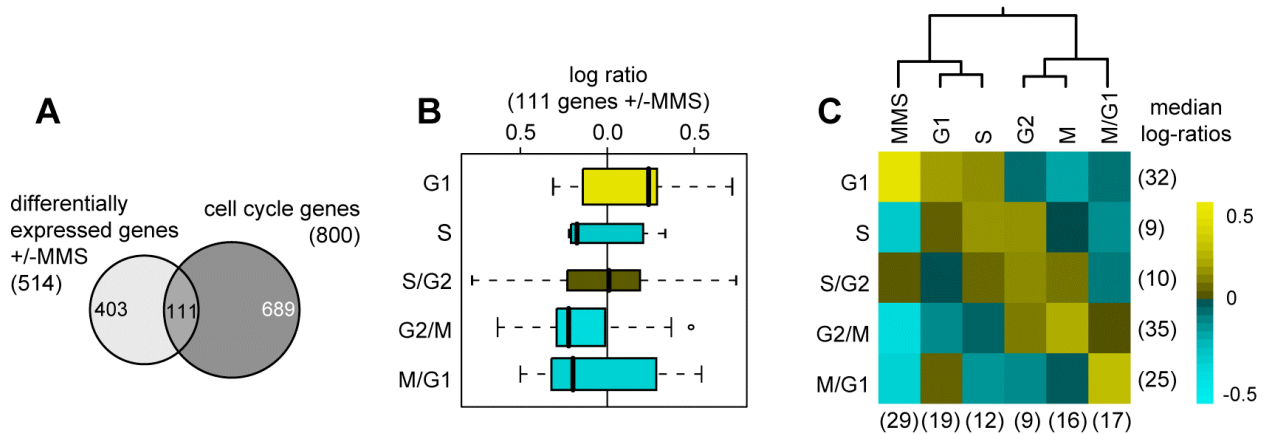 A
differentially
expressed genes
+/-MMS
(514)
cell cycle genes
(800)
403
111
689
B
log ratio
(111 genes +/-MMS)
0.5 0.0 0.5
G1
S
S/G2
G2/M
M/G1
C
MMS G1 S G2 M M/G1
median
log-ratios
G1 (32)
S (9)
S/G2 (10)
G2/M (35)
M/G1 (25)
(29) (19) (12) (9) (16) (17)
0.5
0
-0.5